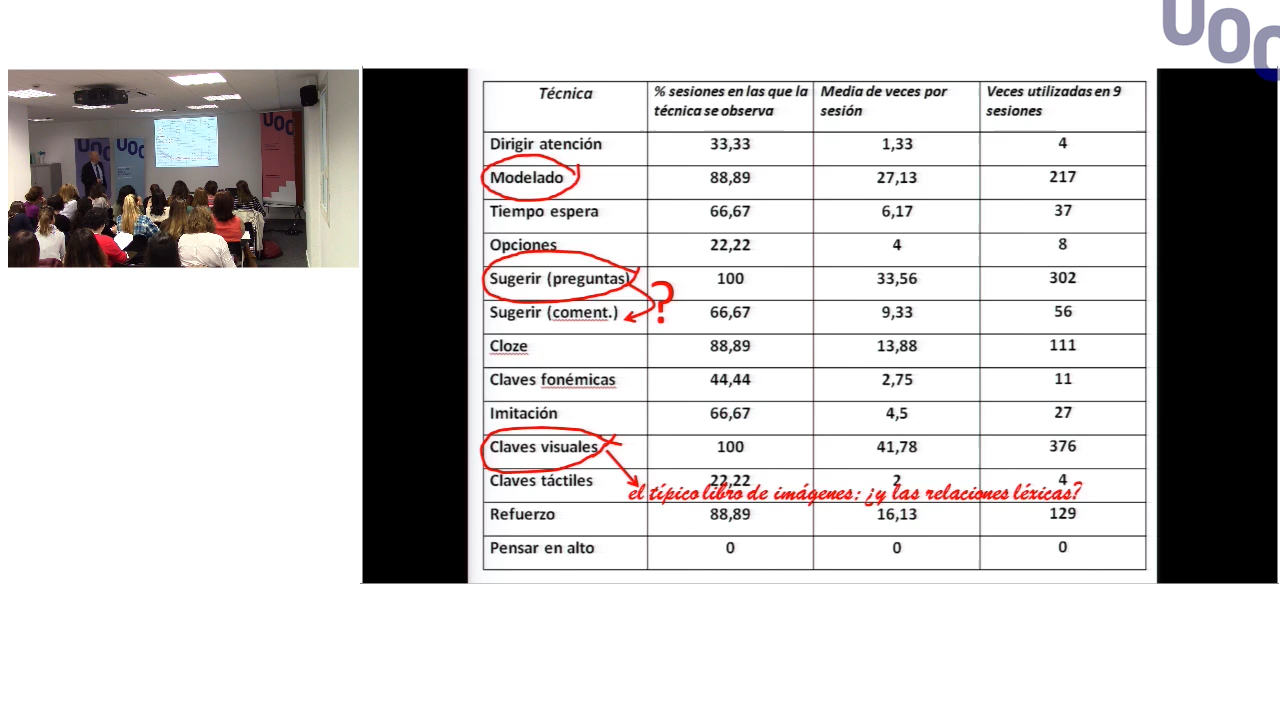 UOC
UOC
UOC
UOC
Técnica % sesiones en las que la técnica se observa Media de veces por sesión Veces utilizadas en 9 sesiones
Dirigir atención 33,33 1,33 4
Modelado 88,89 27,13 217
Tiempo espera 66,67 6,17 37
Opciones 22,22 4 8
Sugerir (preguntas) 100 33,56 302
?
Sugerir (coment.) 66,67 9,33 56
Cloze 88,89 13,88 111
Claves fonémicas 44,44 2,75 11
Imitación 66,67 4,5 27
Claves visuales 100 41,78 376
Claves táctiles 22,22 2 4
el típico libro de imágenes: ¿y las relaciones léxicas?
Refuerzo 88,89 16,13 129
Pensar en alto 0 0 0